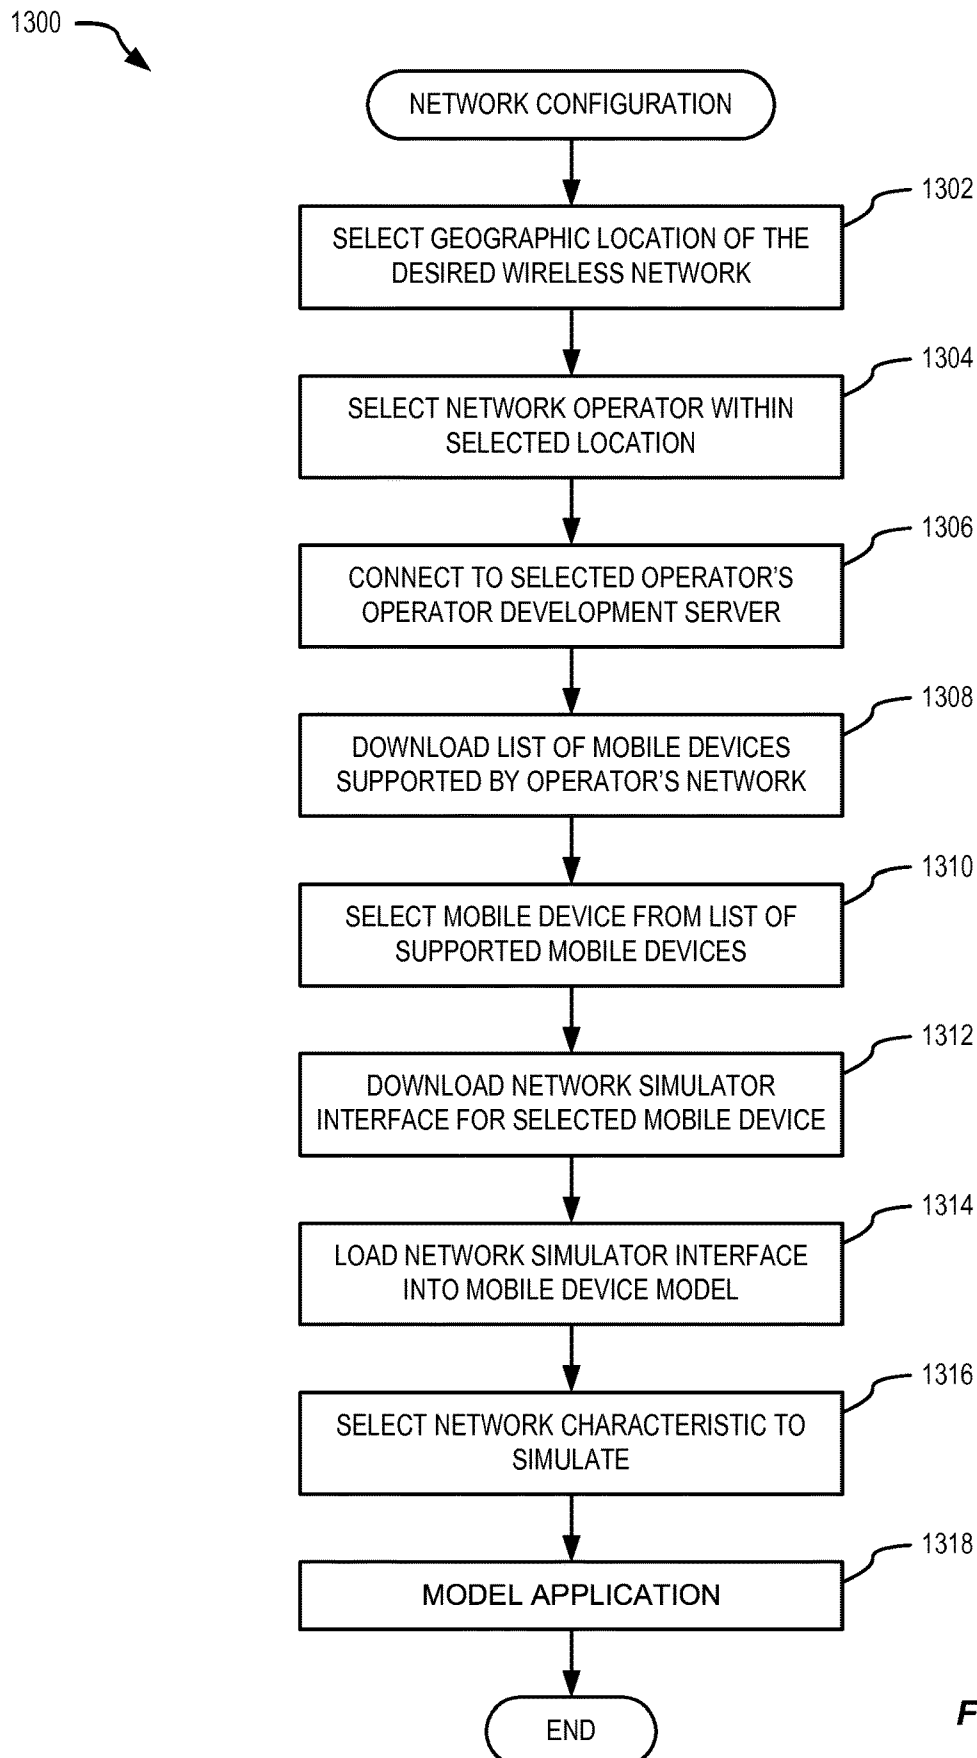 1300
NETWORK CONFIGURATION
1302
SELECT GEOGRAPHIC LOCATION OF THE
DESIRED WIRELESS NETWORK
1304
SELECT NETWORK OPERATOR WITHIN
SELECTED LOCATION
1306
CONNECT TO SELECTED OPERATOR'S
OPERATOR DEVELOPMENT SERVER
1308
DOWNLOAD LIST OF MOBILE DEVICES
SUPPORTED BY OPERATOR'S NETWORK
1310
SELECT MOBILE DEVICE FROM LIST OF
SUPPORTED MOBILE DEVICES
1312
DOWNLOAD NETWORK SIMULATOR
INTERFACE FOR SELECTED MOBILE DEVICE
1314
LOAD NETWORK SIMULATOR INTERFACE
INTO MOBILE DEVICE MODEL
1316
SELECT NETWORK CHARACTERISTIC TO
SIMULATE
1318
MODEL APPLICATION
END
F